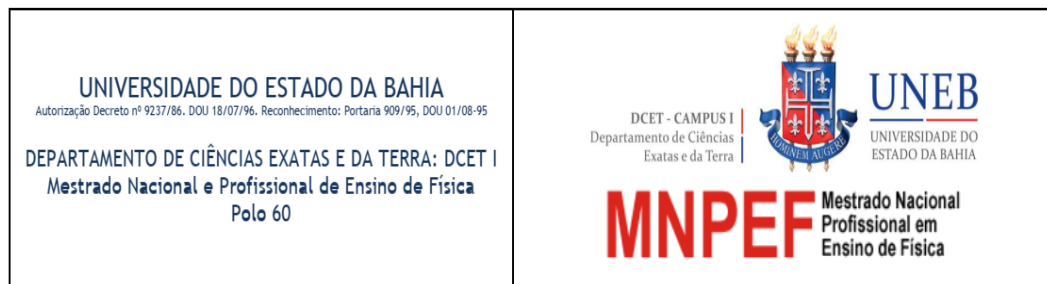 UNIVERSIDADE DO ESTADO DA BAHIA
Autorização Decreto nº 9237/86. DOU 18/07/96. Reconhecimento: Portaria 909/95, DOU 01/08-95
DEPARTAMENTO DE CIÊNCIAS EXATAS E DA TERRA: DCET I
Mestrado Nacional e Profissional de Ensino de Física
Polo 60
DCET - CAMPUS I
Departamento de Ciências
Exatas e da Terra
HOMINEM AUGERE
UNEB
UNIVERSIDADE DO
ESTADO DA BAHIA
MNPEF
Mestrado Nacional
Profissional em
Ensino de Física